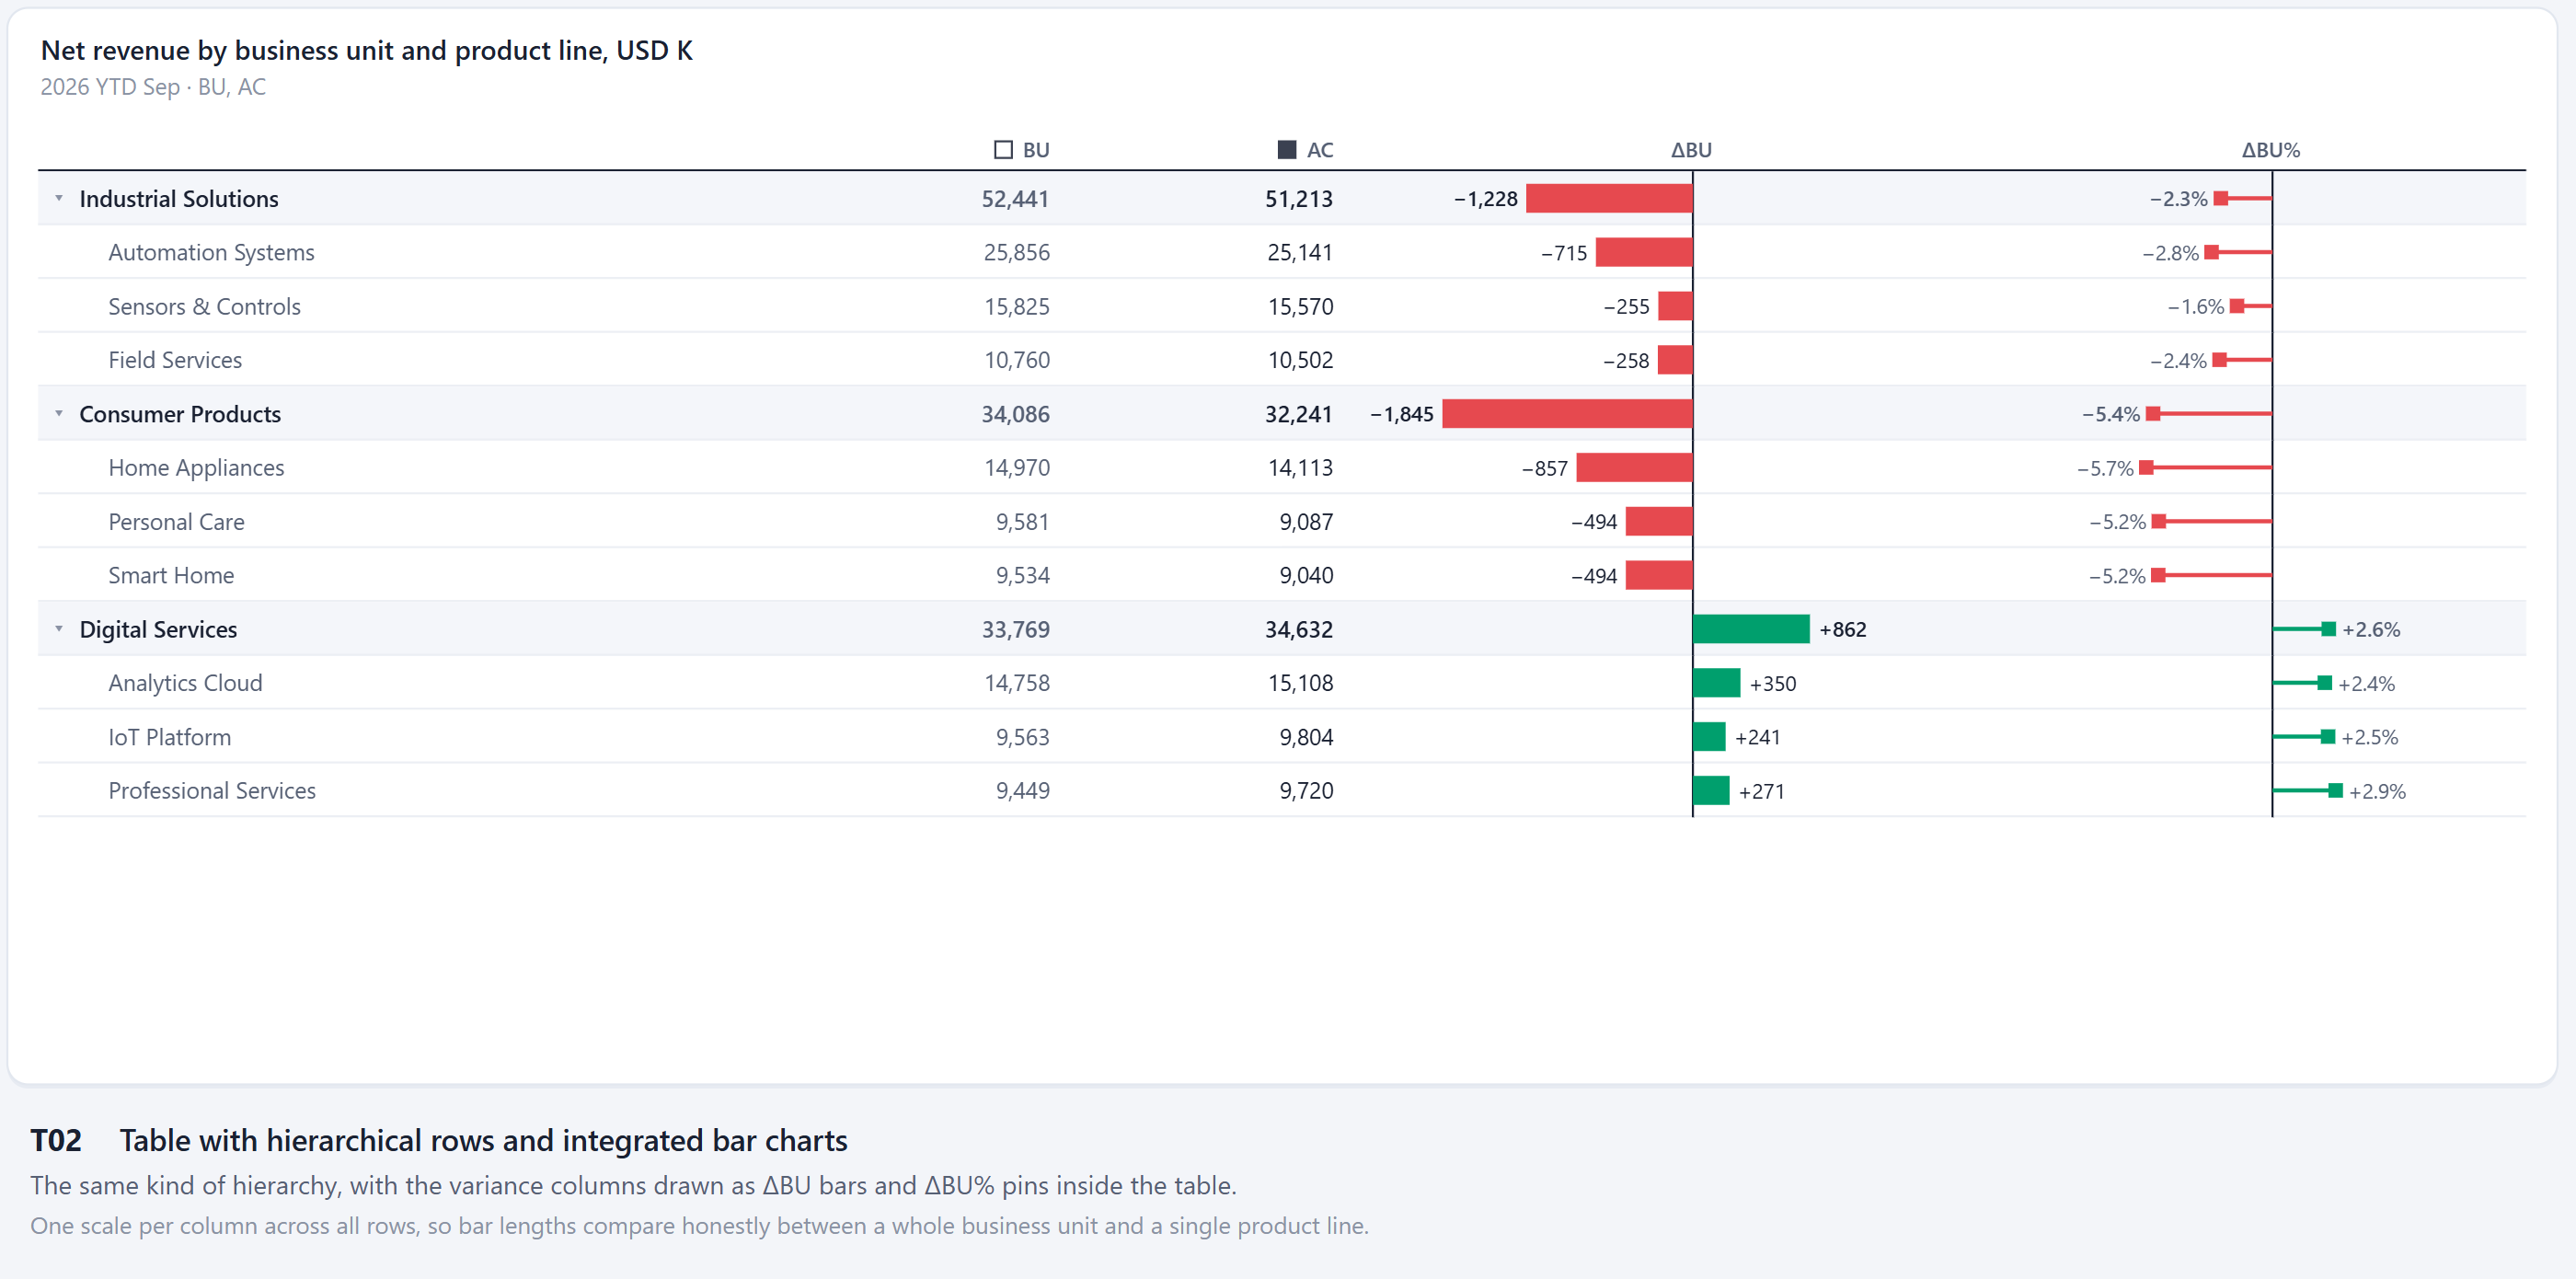 Net revenue by business unit and product line, USD K
2026 YTD Sep · BU, AC
BU AC ΔBU ΔBU%
Industrial Solutions 52,441 51,213 −1,228 −2.3%
Automation Systems 25,856 25,141 −715 −2.8%
Sensors & Controls 15,825 15,570 −255 −1.6%
Field Services 10,760 10,502 −258 −2.4%
Consumer Products 34,086 32,241 −1,845 −5.4%
Home Appliances 14,970 14,113 −857 −5.7%
Personal Care 9,581 9,087 −494 −5.2%
Smart Home 9,534 9,040 −494 −5.2%
Digital Services 33,769 34,632 +862 +2.6%
Analytics Cloud 14,758 15,108 +350 +2.4%
IoT Platform 9,563 9,804 +241 +2.5%
Professional Services 9,449 9,720 +271 +2.9%
T02 Table with hierarchical rows and integrated bar charts
The same kind of hierarchy, with the variance columns drawn as ΔBU bars and ΔBU% pins inside the table.
One scale per column across all rows, so bar lengths compare honestly between a whole business unit and a single product line.